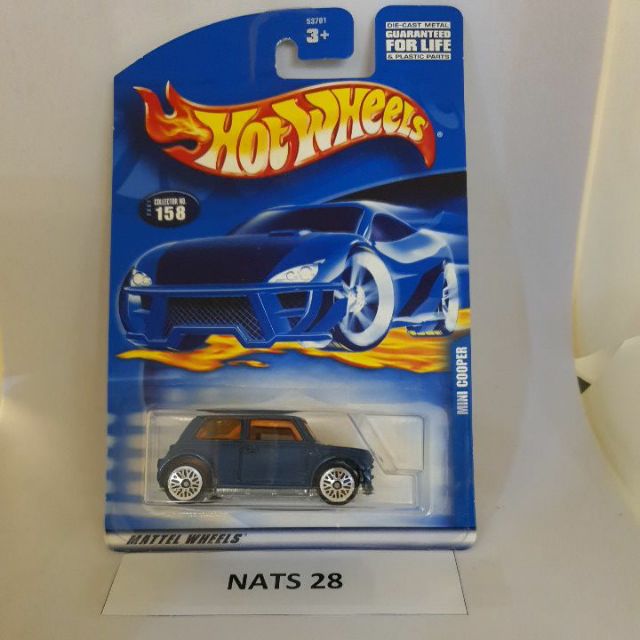 53781
3+
DIE-CAST METAL
GUARANTEED
FOR LIFE
& PLASTIC PARTS
HOT WHEELS®
COLLECTOR NO.
158
MINI COOPER
MATTEL WHEELS
NATS 28